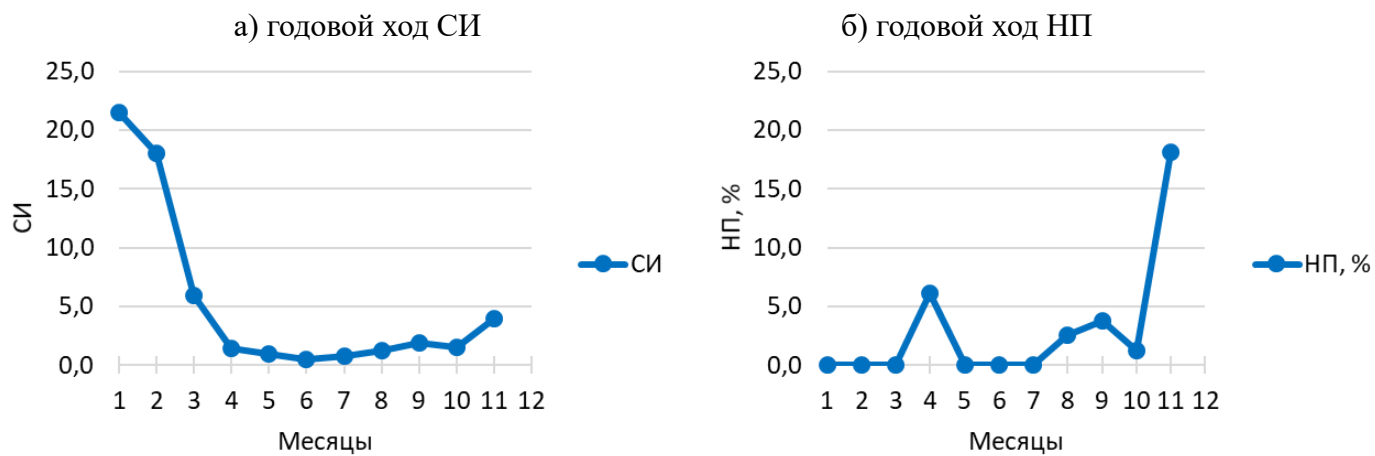 а) годовой ход СИ
25,0
20,0
15,0
10,0
5,0
0,0
СИ
1 2 3 4 5 6 7 8 9 10 11 12
Месяцы
СИ
б) годовой ход НП
25,0
20,0
15,0
10,0
5,0
0,0
НП, %
1 2 3 4 5 6 7 8 9 10 11 12
Месяцы
НП, %